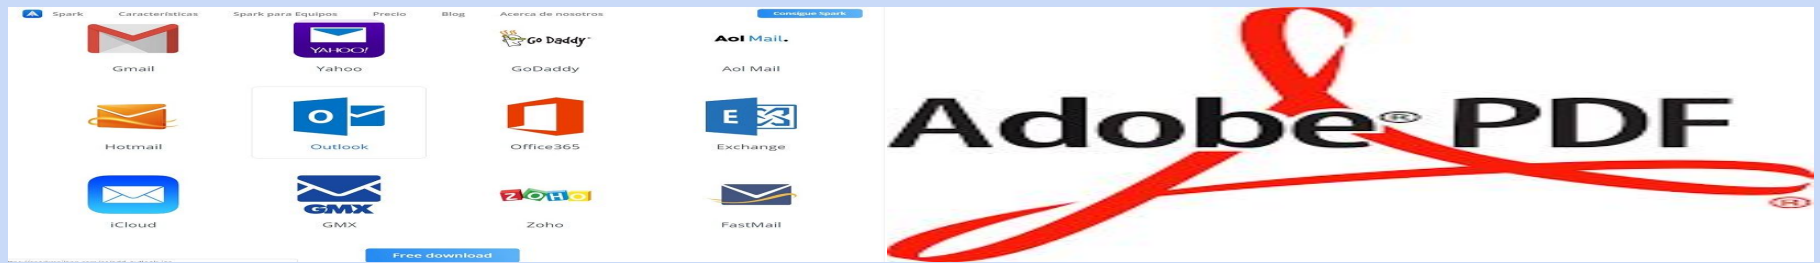 Spark Características Spark para Equipos Precio Blog Acerca de nosotros Consigue Spark
YAHOO! Go Daddy™ Aol Mail.
Gmail Yahoo GoDaddy Aol Mail
O E
Hotmail Outlook Office365 Exchange
GMX ZOHO
iCloud GMX Zoho FastMail
Free download
Adobe® PDF
®